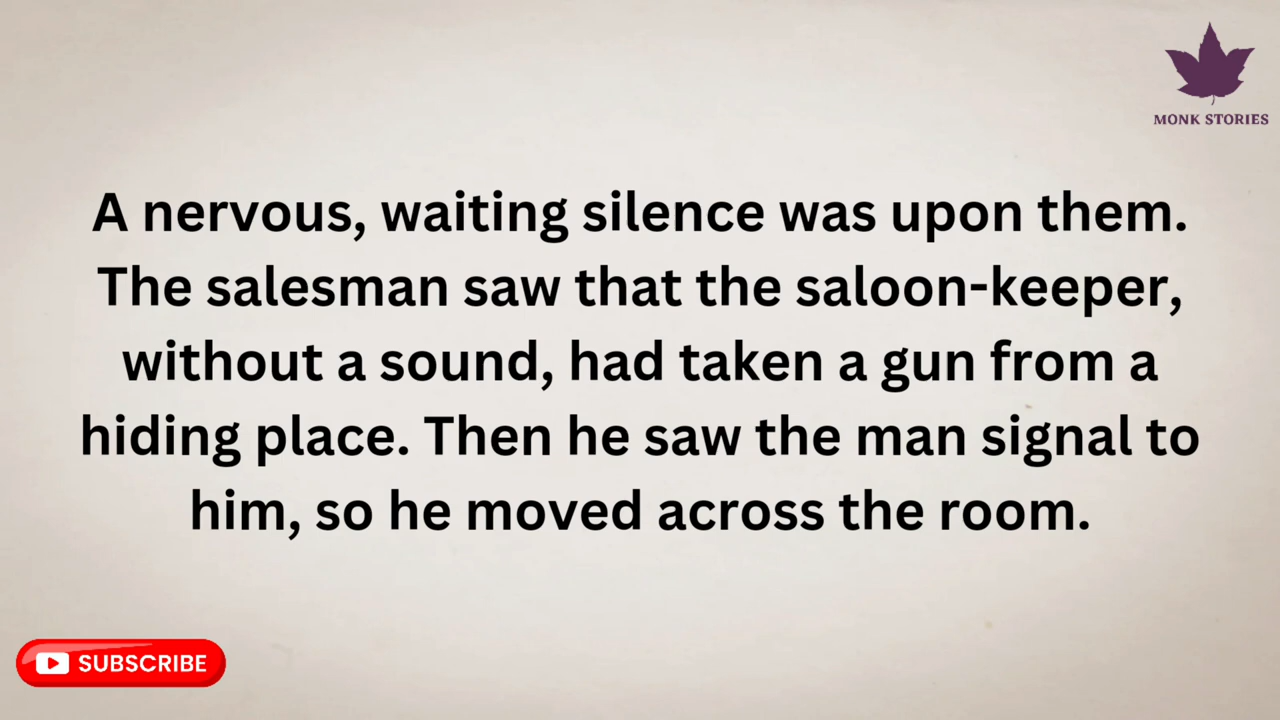 MONK STORIES
A nervous, waiting silence was upon them.
The salesman saw that the saloon-keeper,
without a sound, had taken a gun from a
hiding place. Then he saw the man signal to
him, so he moved across the room.
SUBSCRIBE